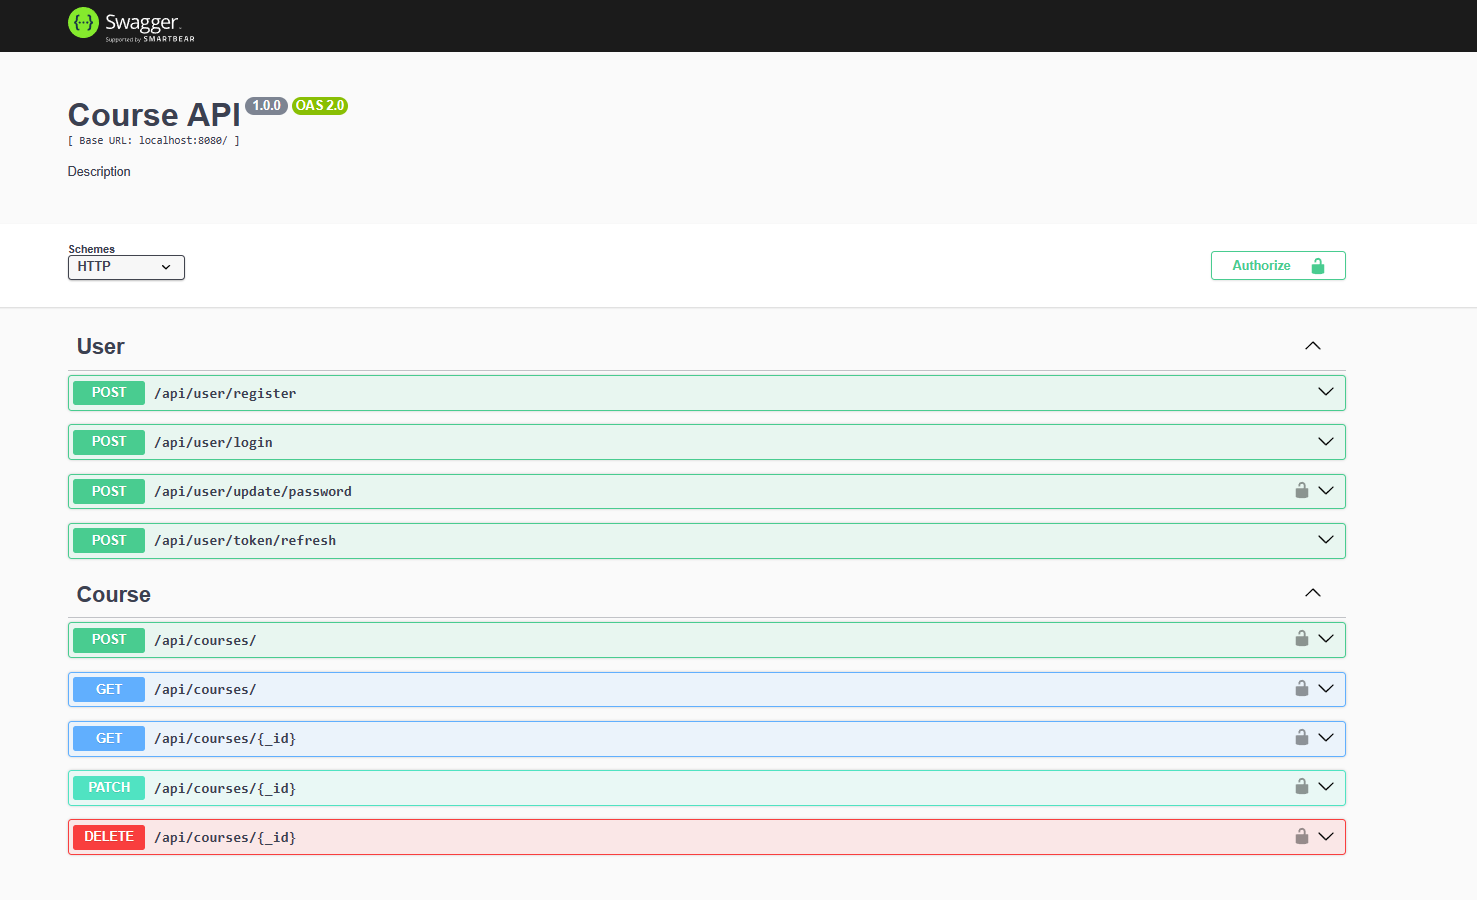 {···} Swagger
Supported by SMARTBEAR
Course API 1.0.0 OAS 2.0
[ Base URL: localhost:8080/ ]
Description
Schemes
HTTP
Authorize
User
POST /api/user/register
POST /api/user/login
POST /api/user/update/password
POST /api/user/token/refresh
Course
POST /api/courses/
GET /api/courses/
GET /api/courses/{_id}
PATCH /api/courses/{_id}
DELETE /api/courses/{_id}